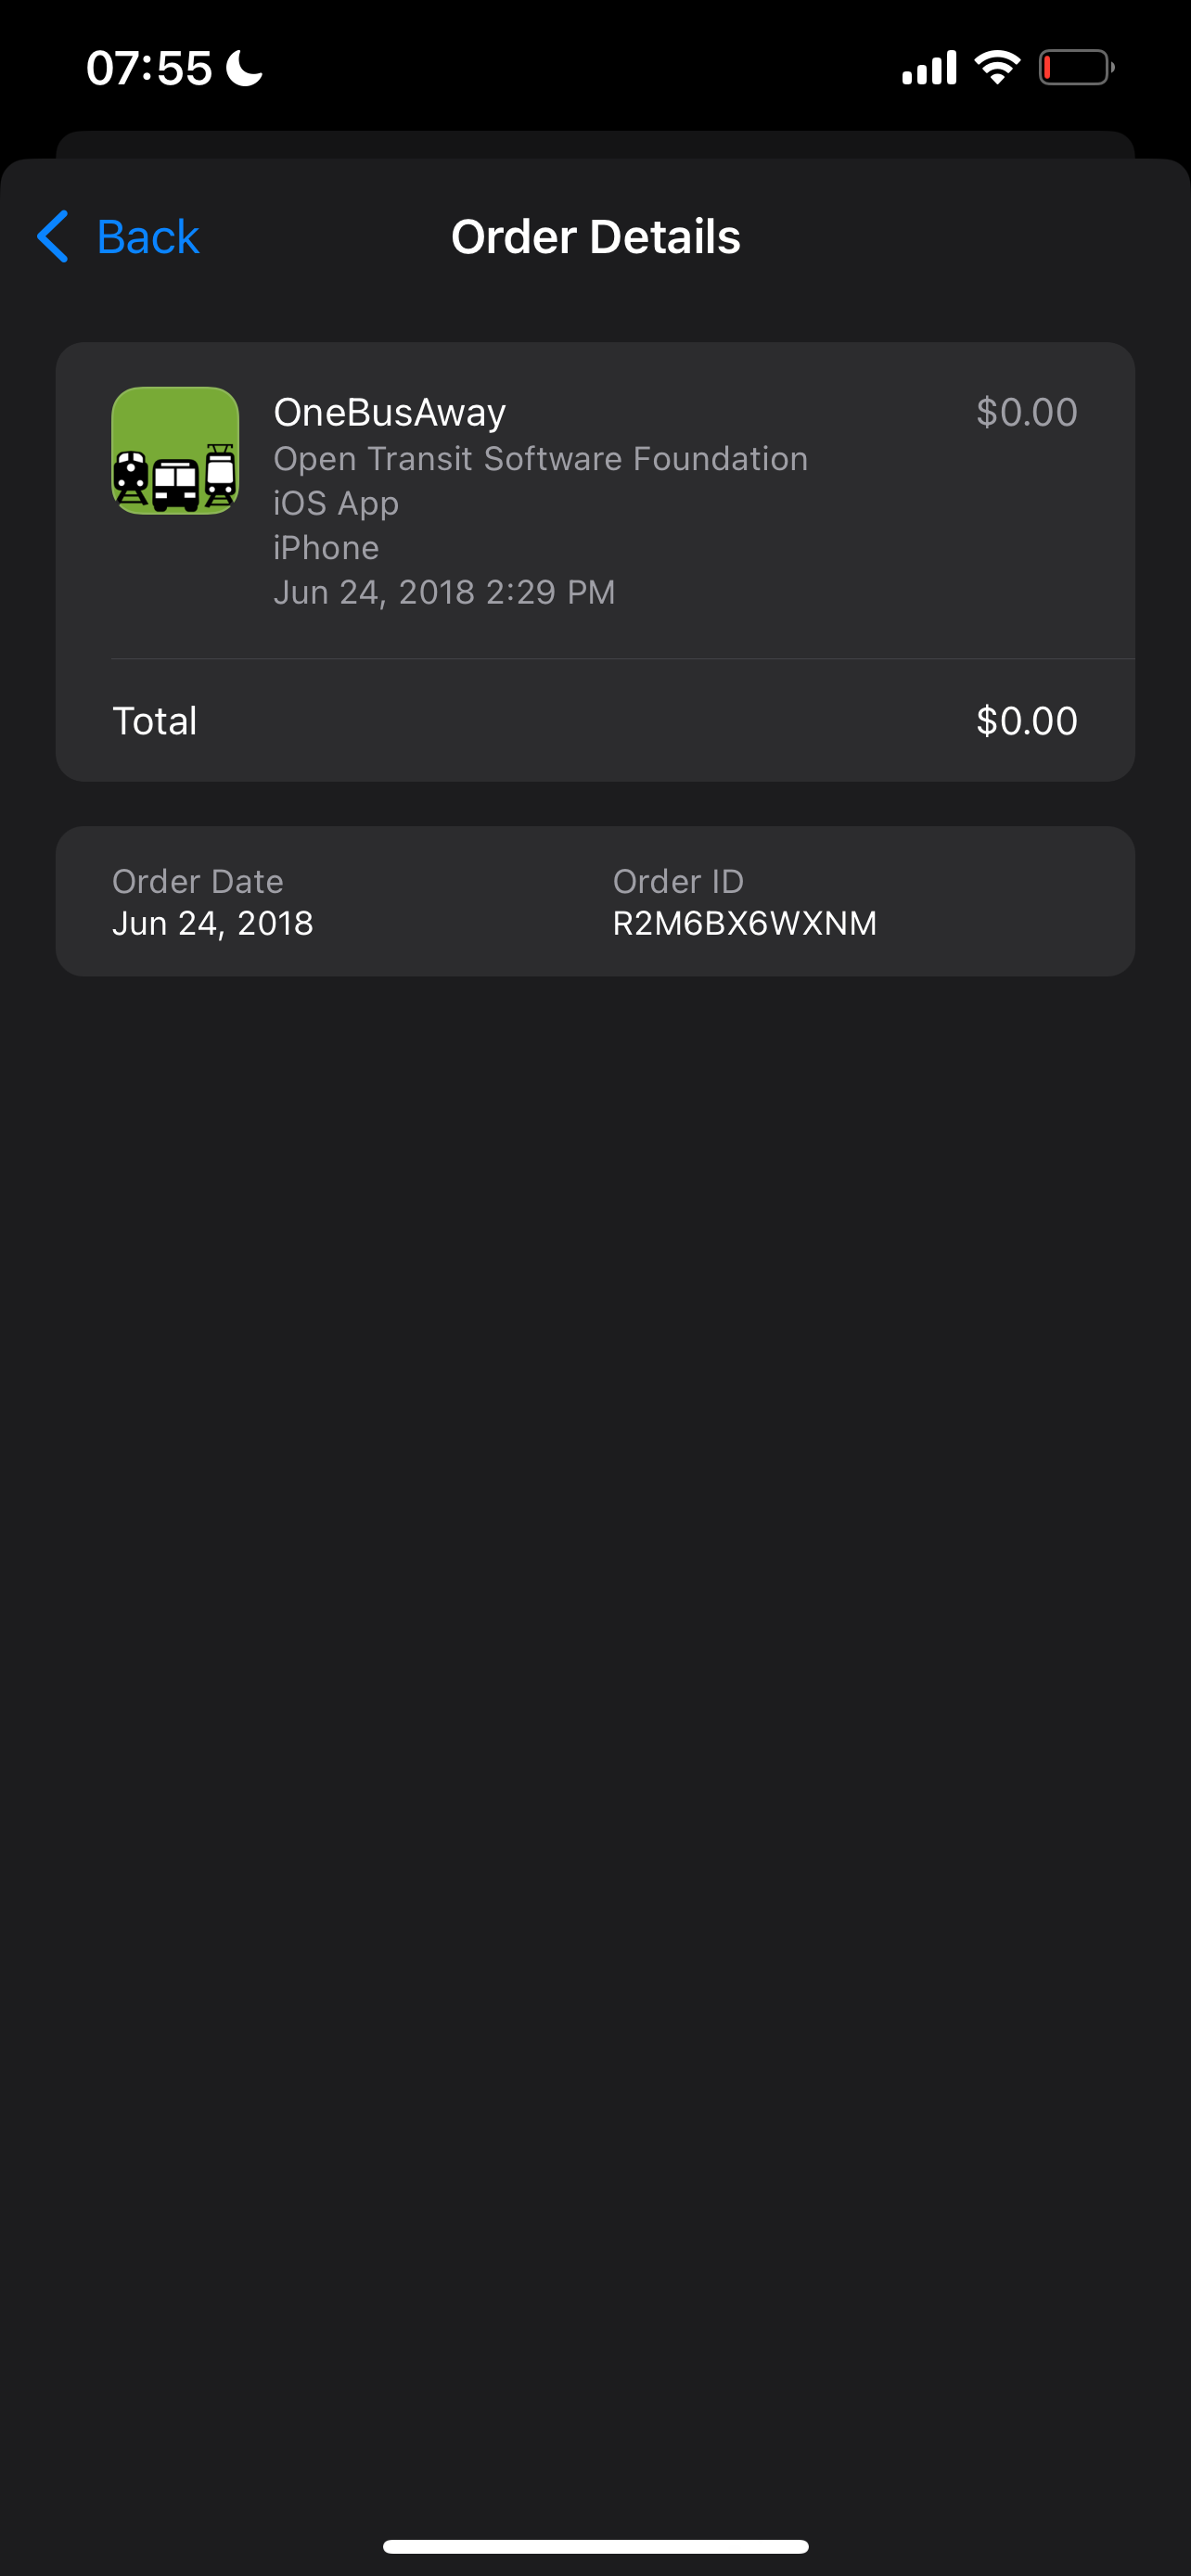 07:55
Back
Order Details
OneBusAway
$0.00
Open Transit Software Foundation
iOS App
iPhone
Jun 24, 2018 2:29 PM
Total
$0.00
Order Date
Order ID
Jun 24, 2018
R2M6BX6WXNM